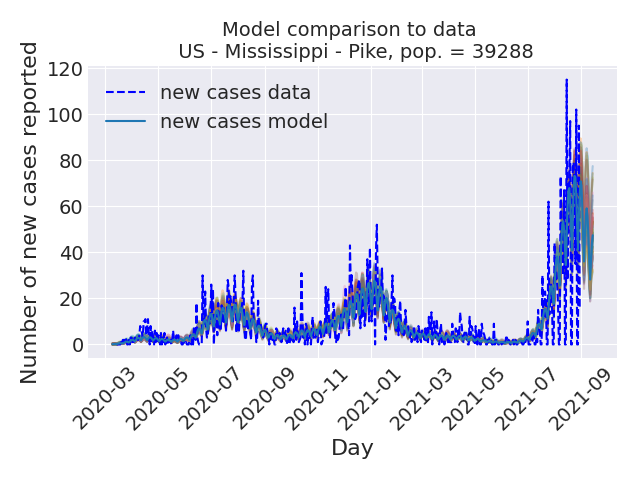 Model comparison to data
US - Mississippi - Pike, pop. = 39288
Number of new cases reported
120
100
80
60
40
20
0
new cases data
new cases model
2020-03
2020-05
2020-07
2020-09
2020-11
2021-01
2021-03
2021-05
2021-07
2021-09
Day